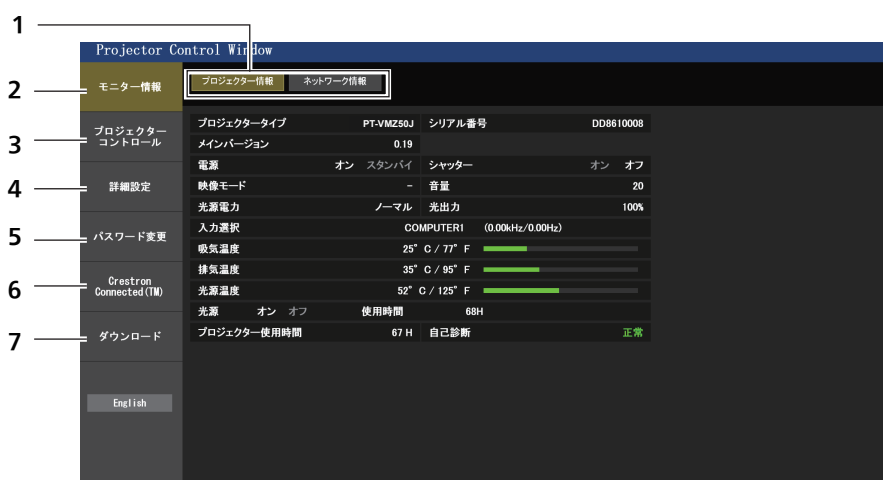 1
Projector Control Window
2
モニター情報
プロジェクター情報 ネットワーク情報
3
プロジェクター
コントロール
4
詳細設定
5
パスワード変更
6
Crestron
Connected(TM)
7
ダウンロード
English
プロジェクタータイプ PT-VMZ50J シリアル番号 DD8610008
メインバージョン 0.19
電源 オン スタンバイ シャッター オン オフ
映像モード – 音量 20
光源電力 ノーマル 光出力 100%
入力選択 COMPUTER1 (0.00kHz/0.00Hz)
吸気温度 25° C / 77° F
排気温度 35° C / 95° F
光源温度 52° C / 125° F
光源 オン オフ 使用時間 68H
プロジェクター使用時間 67 H 自己診断 正常